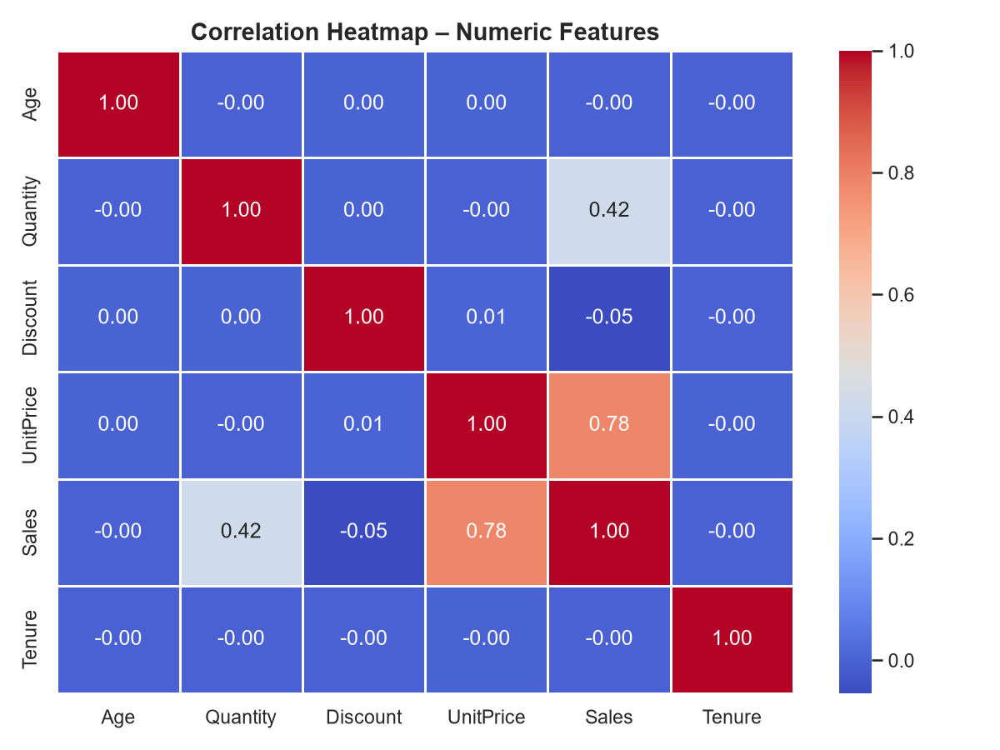 Correlation Heatmap – Numeric Features
Age 1.00 -0.00 0.00 0.00 -0.00 -0.00
Quantity -0.00 1.00 0.00 -0.00 0.42 -0.00
Discount 0.00 0.00 1.00 0.01 -0.05 -0.00
UnitPrice 0.00 -0.00 0.01 1.00 0.78 -0.00
Sales -0.00 0.42 -0.05 0.78 1.00 -0.00
Tenure -0.00 -0.00 -0.00 -0.00 -0.00 1.00
Age Quantity Discount UnitPrice Sales Tenure
1.0
0.8
0.6
0.4
0.2
0.0